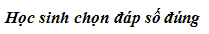 Học sinh chọn đáp số đúng